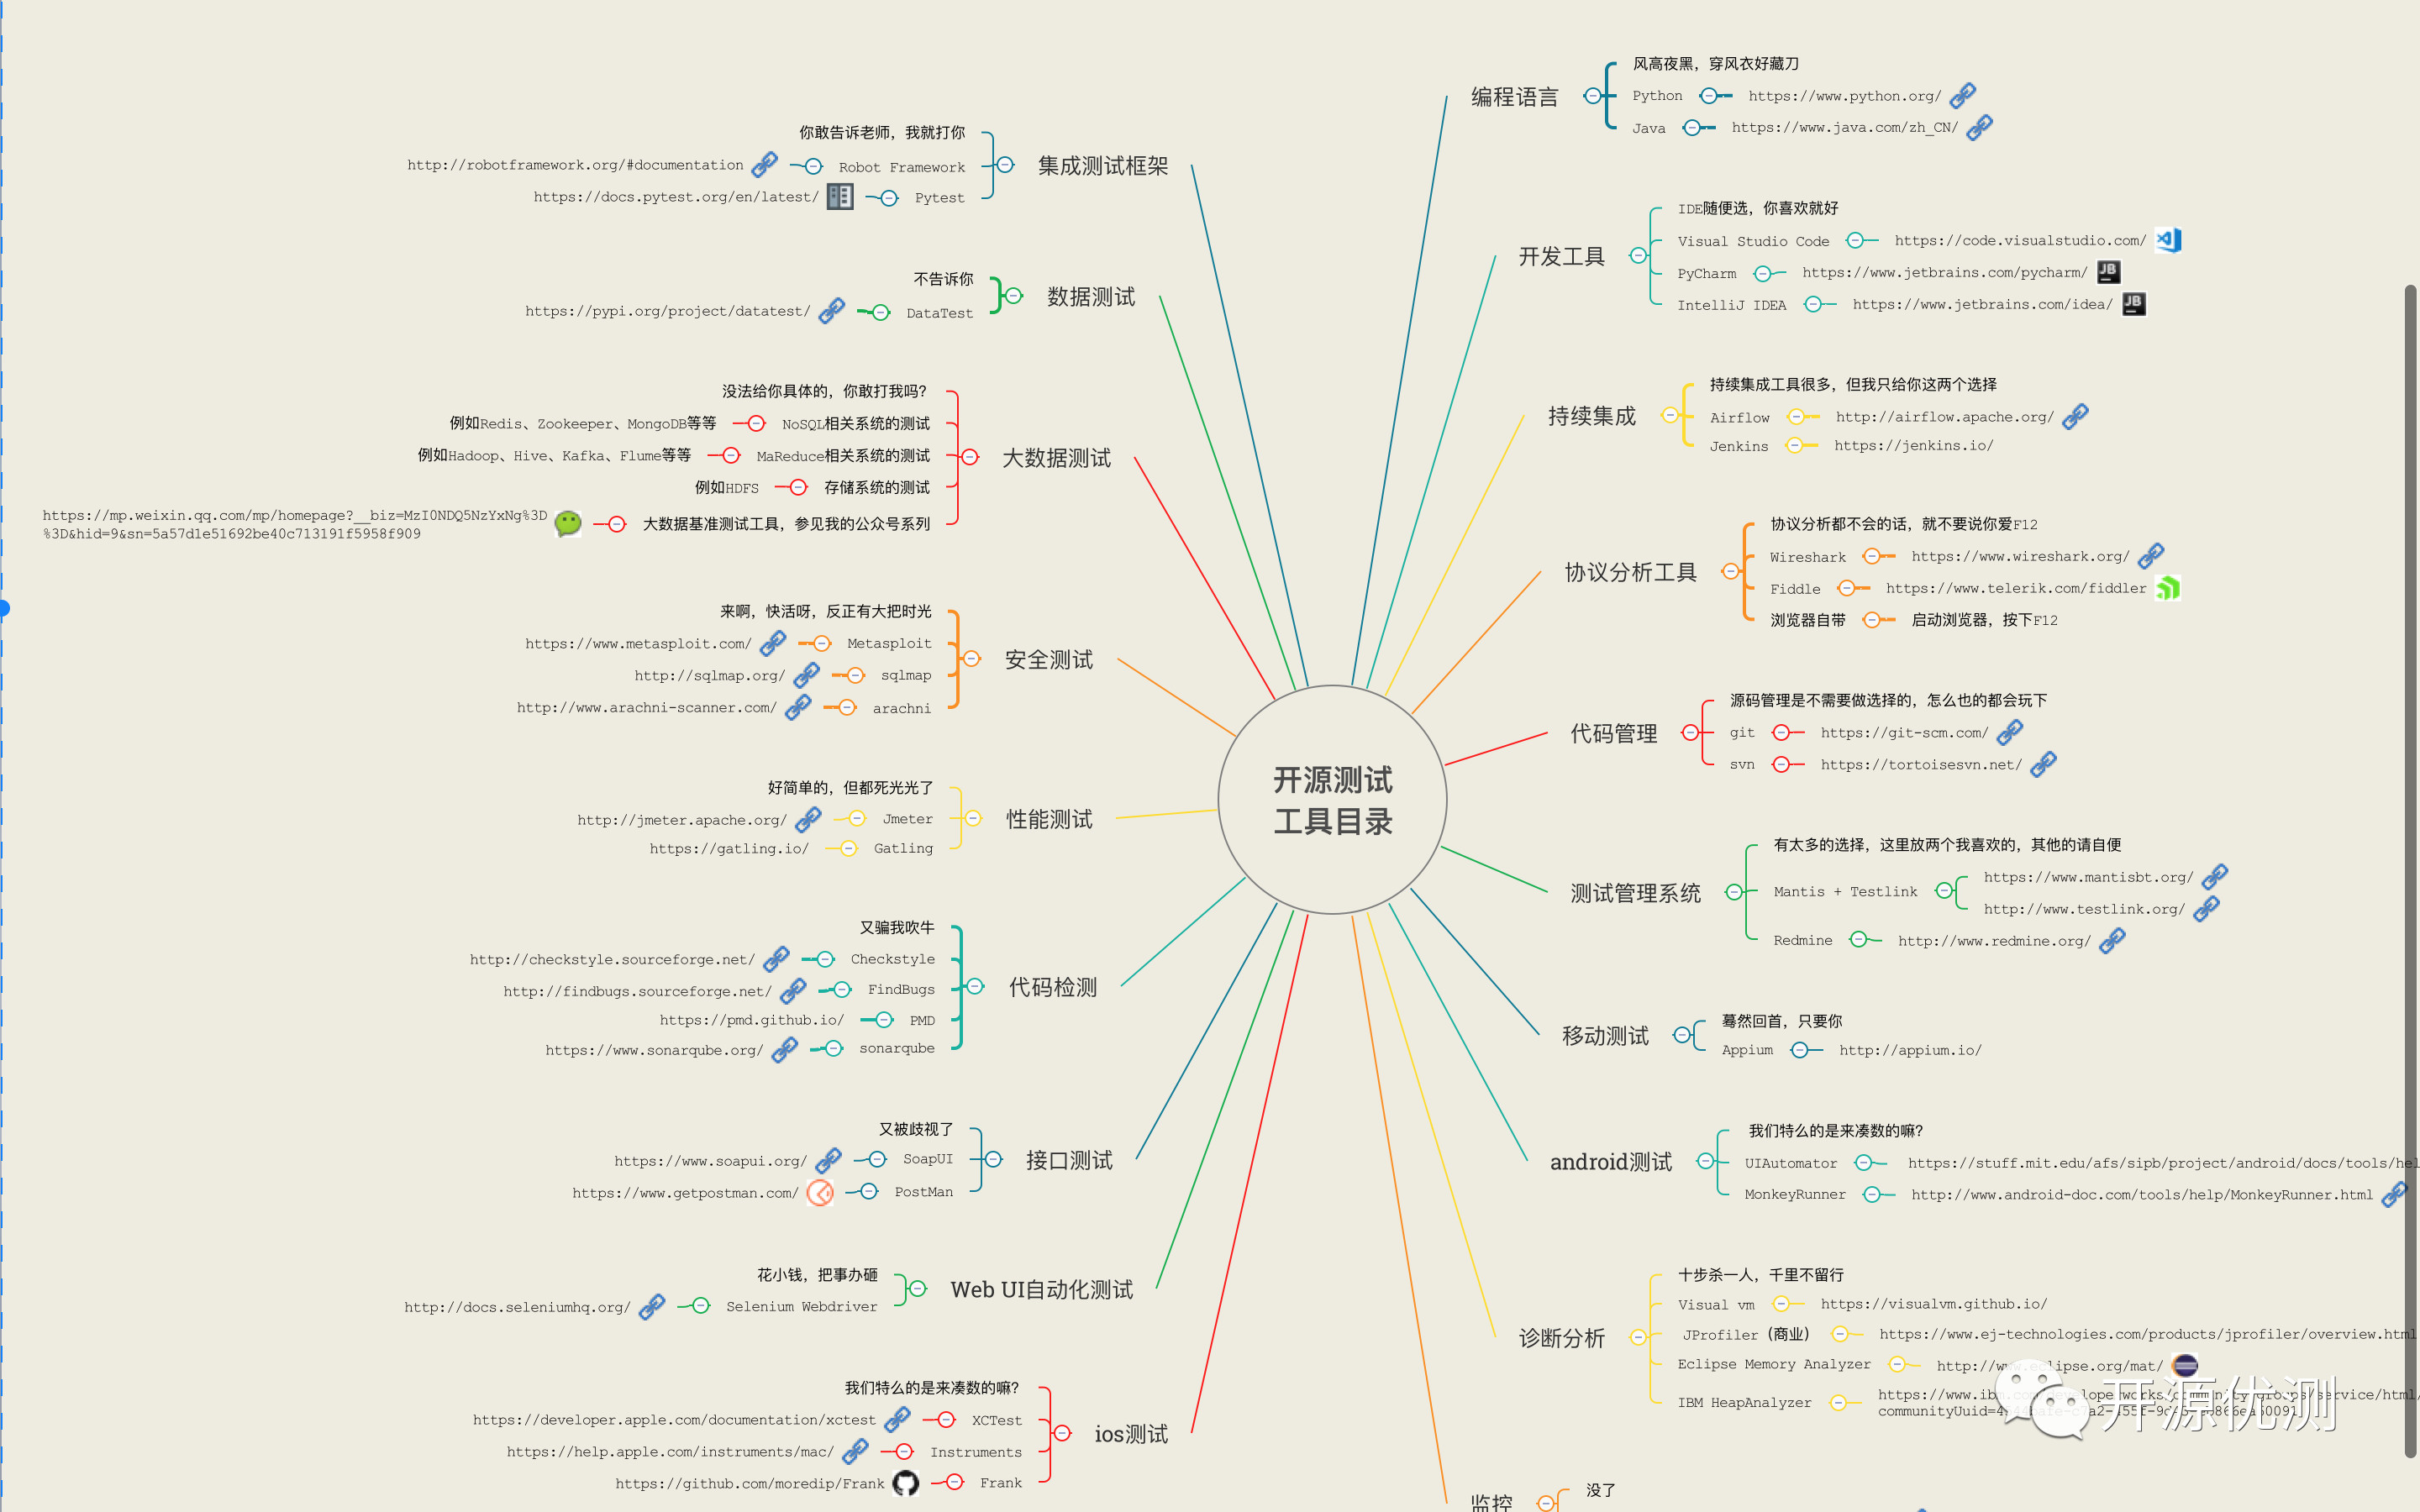 开源测试
工具目录
编程语言
风高夜黑，穿风衣好藏刀
Python https://www.python.org/
Java https://www.java.com/zh_CN/
开发工具
IDE随便选，你喜欢就好
Visual Studio Code https://code.visualstudio.com/
PyCharm https://www.jetbrains.com/pycharm/
IntelliJ IDEA https://www.jetbrains.com/idea/
持续集成
持续集成工具很多，但我只给你这两个选择
Airflow http://airflow.apache.org/
Jenkins https://jenkins.io/
协议分析工具
协议分析都不会的话，就不要说你爱F12
Wireshark https://www.wireshark.org/
Fiddle https://www.telerik.com/fiddler
浏览器自带 启动浏览器，按下F12
代码管理
源码管理是不需要做选择的，怎么也的都会玩下
git https://git-scm.com/
svn https://tortoisesvn.net/
测试管理系统
有太多的选择，这里放两个我喜欢的，其他的请自便
Mantis + Testlink
https://www.mantisbt.org/
http://www.testlink.org/
Redmine http://www.redmine.org/
移动测试
蓦然回首，只要你
Appium http://appium.io/
android测试
我们特么的是来凑数的嘛？
UIAutomator https://stuff.mit.edu/afs/sipb/project/android/docs/tools/hel
MonkeyRunner http://www.android-doc.com/tools/help/MonkeyRunner.html
诊断分析
十步杀一人，千里不留行
Visual vm https://visualvm.github.io/
JProfiler（商业） https://www.ej-technologies.com/products/jprofiler/overview.html
Eclipse Memory Analyzer http://www.eclipse.org/mat/
IBM HeapAnalyzer
监控
没了
集成测试框架
你敢告诉老师，我就打你
http://robotframework.org/#documentation Robot Framework
https://docs.pytest.org/en/latest/ Pytest
数据测试
不告诉你
https://pypi.org/project/datatest/ DataTest
大数据测试
没法给你具体的，你敢打我吗？
例如Redis、Zookeeper、MongoDB等等 NoSQL相关系统的测试
例如Hadoop、Hive、Kafka、Flume等等 MaReduce相关系统的测试
例如HDFS 存储系统的测试
https://mp.weixin.qq.com/mp/homepage?__biz=MzI0NDQ5NzYxNg%3D
%3D&hid=9&sn=5a57d1e51692be40c713191f5958f909
大数据基准测试工具，参见我的公众号系列
安全测试
来啊，快活呀，反正有大把时光
https://www.metasploit.com/ Metasploit
http://sqlmap.org/ sqlmap
http://www.arachni-scanner.com/ arachni
性能测试
好简单的，但都死光光了
http://jmeter.apache.org/ Jmeter
https://gatling.io/ Gatling
代码检测
又骗我吹牛
http://checkstyle.sourceforge.net/ Checkstyle
http://findbugs.sourceforge.net/ FindBugs
https://pmd.github.io/ PMD
https://www.sonarqube.org/ sonarqube
接口测试
又被歧视了
https://www.soapui.org/ SoapUI
https://www.getpostman.com/ PostMan
Web UI自动化测试
花小钱，把事办砸
http://docs.seleniumhq.org/ Selenium Webdriver
ios测试
我们特么的是来凑数的嘛？
https://developer.apple.com/documentation/xctest XCTest
https://help.apple.com/instruments/mac/ Instruments
https://github.com/moredip/Frank Frank
开源优测